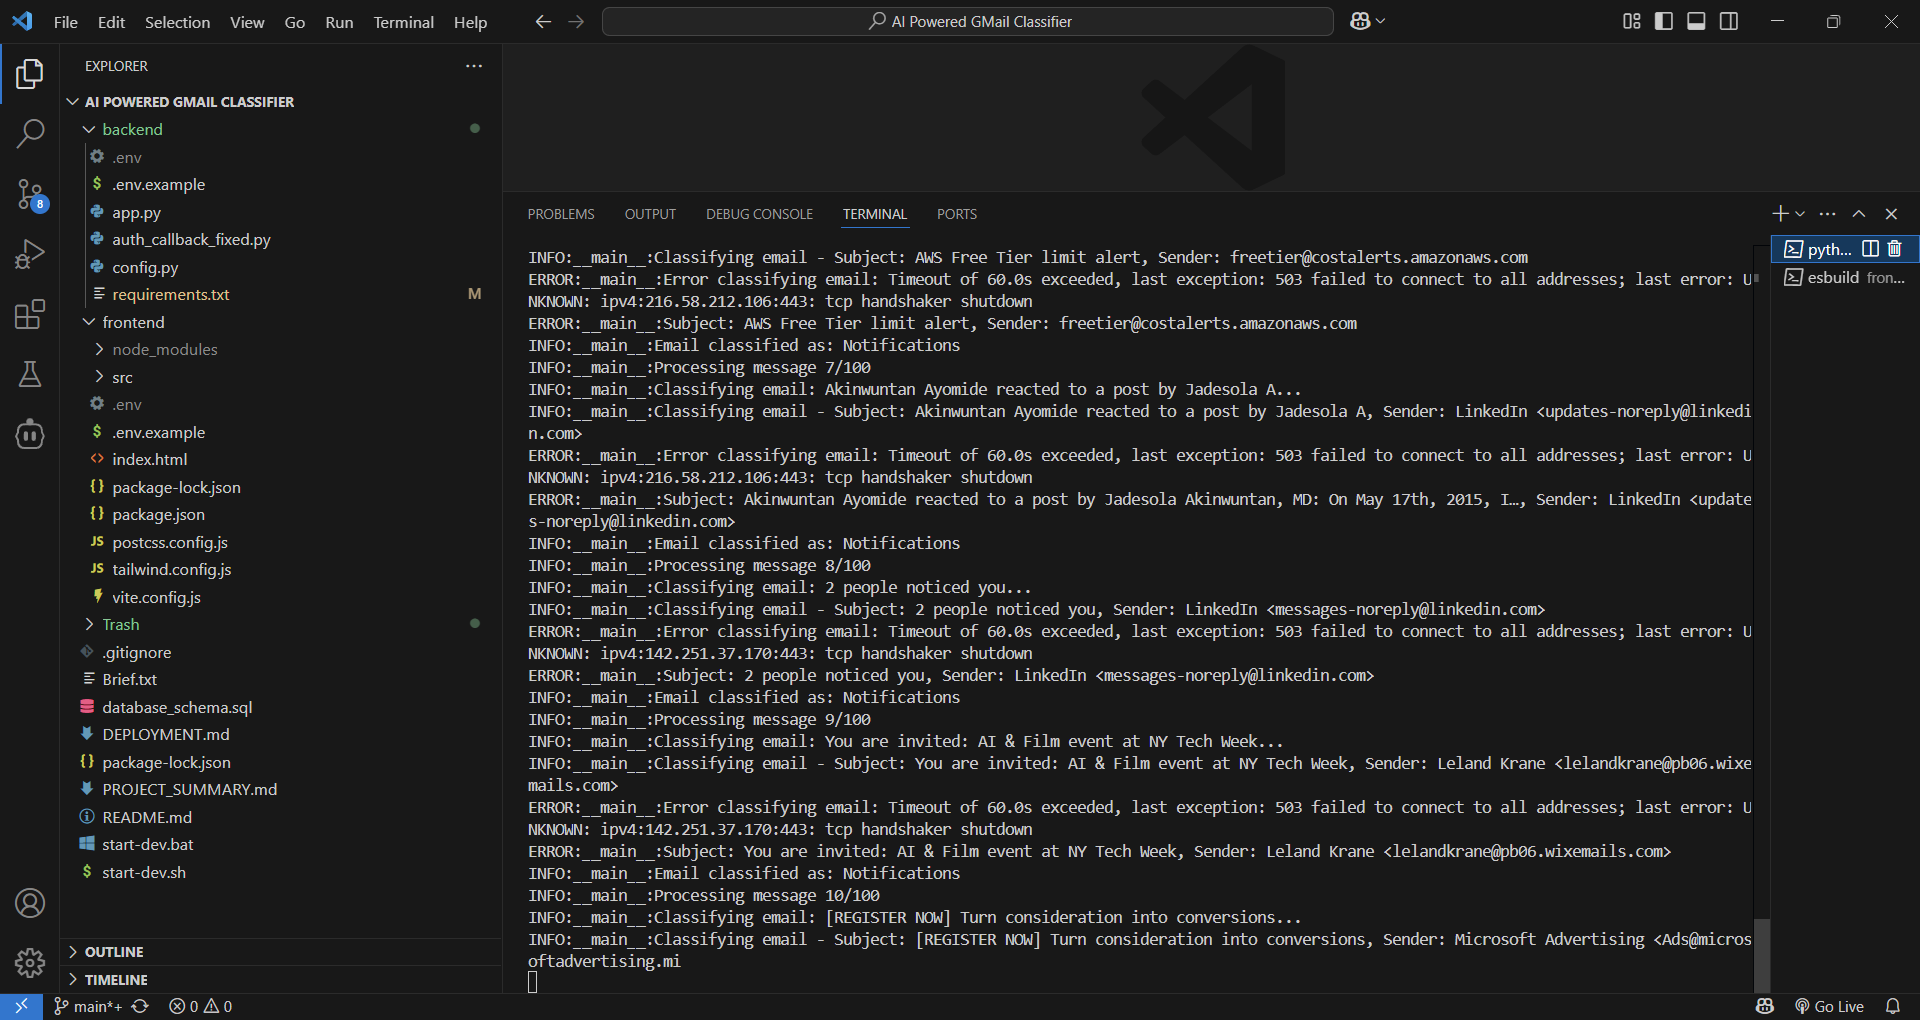 File Edit Selection View Go Run Terminal Help
AI Powered GMail Classifier
EXPLORER
AI POWERED GMAIL CLASSIFIER
backend
.env
$ .env.example
app.py
auth_callback_fixed.py
config.py
requirements.txt M
frontend
node_modules
src
.env
$ .env.example
<> index.html
{} package-lock.json
{} package.json
JS postcss.config.js
JS tailwind.config.js
vite.config.js
Trash
.gitignore
Brief.txt
database_schema.sql
DEPLOYMENT.md
{} package-lock.json
PROJECT_SUMMARY.md
README.md
start-dev.bat
$ start-dev.sh
OUTLINE
TIMELINE
8
PROBLEMS OUTPUT DEBUG CONSOLE TERMINAL PORTS
INFO:__main__:Classifying email - Subject: AWS Free Tier limit alert, Sender: freetier@costalerts.amazonaws.com
ERROR:__main__:Error classifying email: Timeout of 60.0s exceeded, last exception: 503 failed to connect to all addresses; last error: U
NKNOWN: ipv4:216.58.212.106:443: tcp handshaker shutdown
ERROR:__main__:Subject: AWS Free Tier limit alert, Sender: freetier@costalerts.amazonaws.com
INFO:__main__:Email classified as: Notifications
INFO:__main__:Processing message 7/100
INFO:__main__:Classifying email: Akinwuntan Ayomide reacted to a post by Jadesola A...
INFO:__main__:Classifying email - Subject: Akinwuntan Ayomide reacted to a post by Jadesola A, Sender: LinkedIn <updates-noreply@linkedi
n.com>
ERROR:__main__:Error classifying email: Timeout of 60.0s exceeded, last exception: 503 failed to connect to all addresses; last error: U
NKNOWN: ipv4:216.58.212.106:443: tcp handshaker shutdown
ERROR:__main__:Subject: Akinwuntan Ayomide reacted to a post by Jadesola Akinwuntan, MD: On May 17th, 2015, I…, Sender: LinkedIn <update
s-noreply@linkedin.com>
INFO:__main__:Email classified as: Notifications
INFO:__main__:Processing message 8/100
INFO:__main__:Classifying email: 2 people noticed you...
INFO:__main__:Classifying email - Subject: 2 people noticed you, Sender: LinkedIn <messages-noreply@linkedin.com>
ERROR:__main__:Error classifying email: Timeout of 60.0s exceeded, last exception: 503 failed to connect to all addresses; last error: U
NKNOWN: ipv4:142.251.37.170:443: tcp handshaker shutdown
ERROR:__main__:Subject: 2 people noticed you, Sender: LinkedIn <messages-noreply@linkedin.com>
INFO:__main__:Email classified as: Notifications
INFO:__main__:Processing message 9/100
INFO:__main__:Classifying email: You are invited: AI & Film event at NY Tech Week...
INFO:__main__:Classifying email - Subject: You are invited: AI & Film event at NY Tech Week, Sender: Leland Krane <lelandkrane@pb06.wixe
mails.com>
ERROR:__main__:Error classifying email: Timeout of 60.0s exceeded, last exception: 503 failed to connect to all addresses; last error: U
NKNOWN: ipv4:142.251.37.170:443: tcp handshaker shutdown
ERROR:__main__:Subject: You are invited: AI & Film event at NY Tech Week, Sender: Leland Krane <lelandkrane@pb06.wixemails.com>
INFO:__main__:Email classified as: Notifications
INFO:__main__:Processing message 10/100
INFO:__main__:Classifying email: [REGISTER NOW] Turn consideration into conversions...
INFO:__main__:Classifying email - Subject: [REGISTER NOW] Turn consideration into conversions, Sender: Microsoft Advertising <Ads@micros
oftadvertising.mi
pyth...
esbuild fron...
main*+ 0 0
Go Live